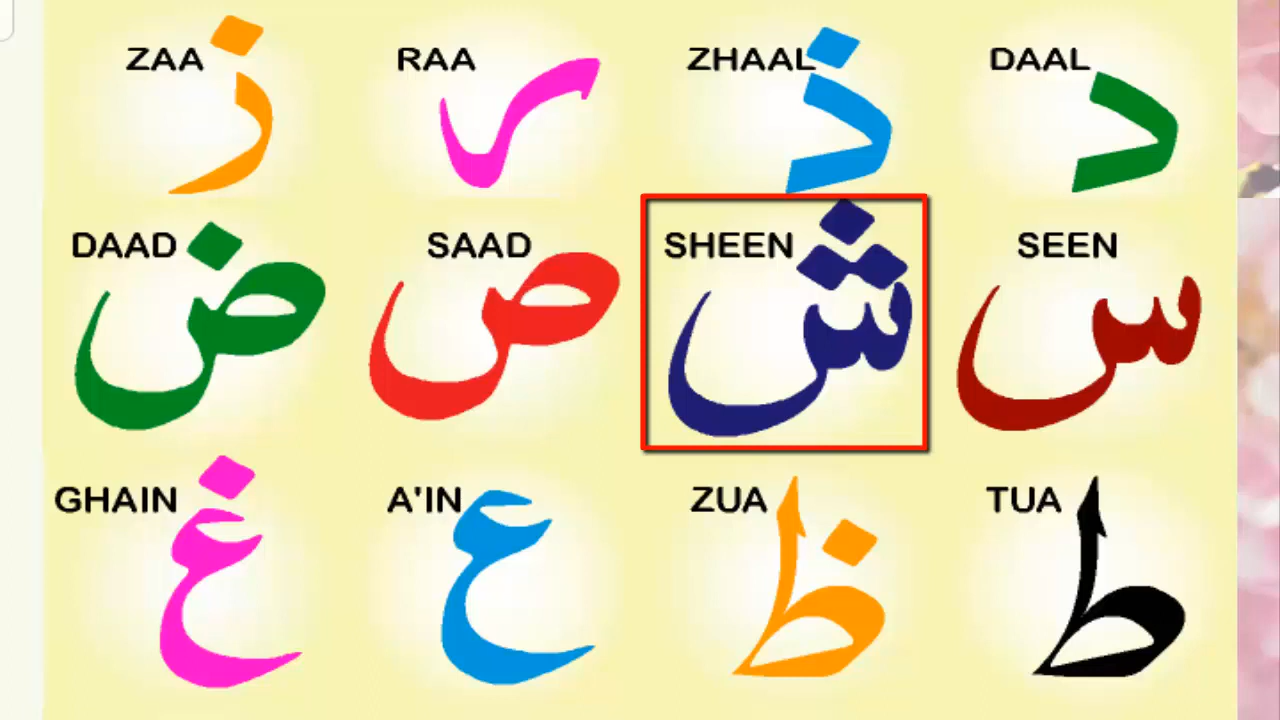 DAAL د ZHAAL ذ RAA ر ZAA ز
SEEN س SHEEN ش SAAD ص DAAD ض
TUA ط ZUA ظ A'IN ع GHAIN غ